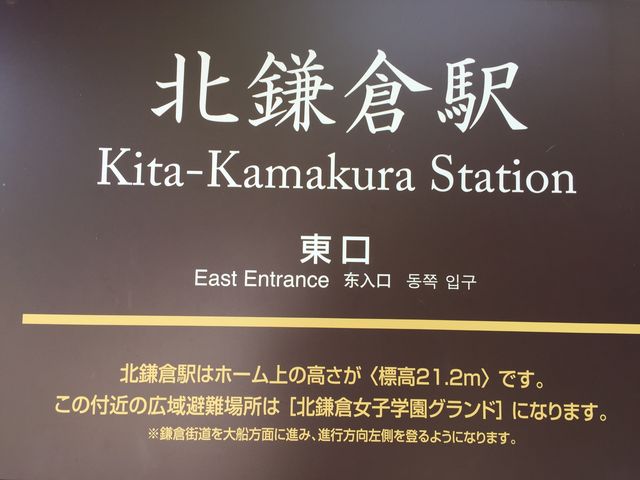 北鎌倉駅
Kita-Kamakura Station
東口
East Entrance 东入口 동쪽 입구
北鎌倉駅はホーム上の高さが〈標高21.2m〉です。
この付近の広域避難場所は［北鎌倉女子学園グランド］になります。
※鎌倉街道を大船方面に進み、進行方向左側を登るようになります。